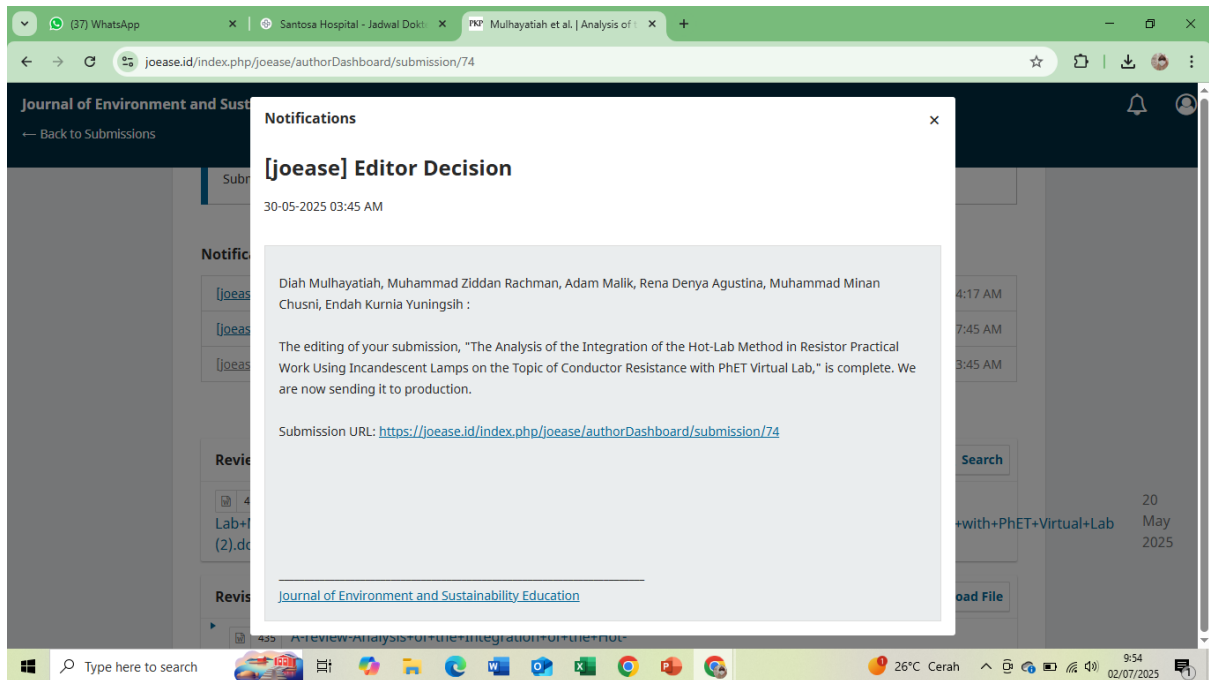 (37) WhatsApp
Santosa Hospital - Jadwal Dokt
PKP Mulhayatiah et al. | Analysis of t
joease.id/index.php/joease/authorDashboard/submission/74
Journal of Environment and Sust
← Back to Submissions
Subr
Notifications
[joease] Editor Decision
30-05-2025 03:45 AM
Diah Mulhayatiah, Muhammad Ziddan Rachman, Adam Malik, Rena Denya Agustina, Muhammad Minan
Chusni, Endah Kurnia Yuningsih :
The editing of your submission, "The Analysis of the Integration of the Hot-Lab Method in Resistor Practical
Work Using Incandescent Lamps on the Topic of Conductor Resistance with PhET Virtual Lab," is complete. We
are now sending it to production.
Submission URL: https://joease.id/index.php/joease/authorDashboard/submission/74
Journal of Environment and Sustainability Education
Notific
[joeas 4:17 AM
[joeas 7:45 AM
[joeas 3:45 AM
Revie Search
4
Lab+ +with+PhET+Virtual+Lab
(2).do
20
May
2025
Revis oad File
435 A-review-Analysis+of+the+Integration+of+the+Hot-
Type here to search
26°C Cerah
9:54
02/07/2025
1